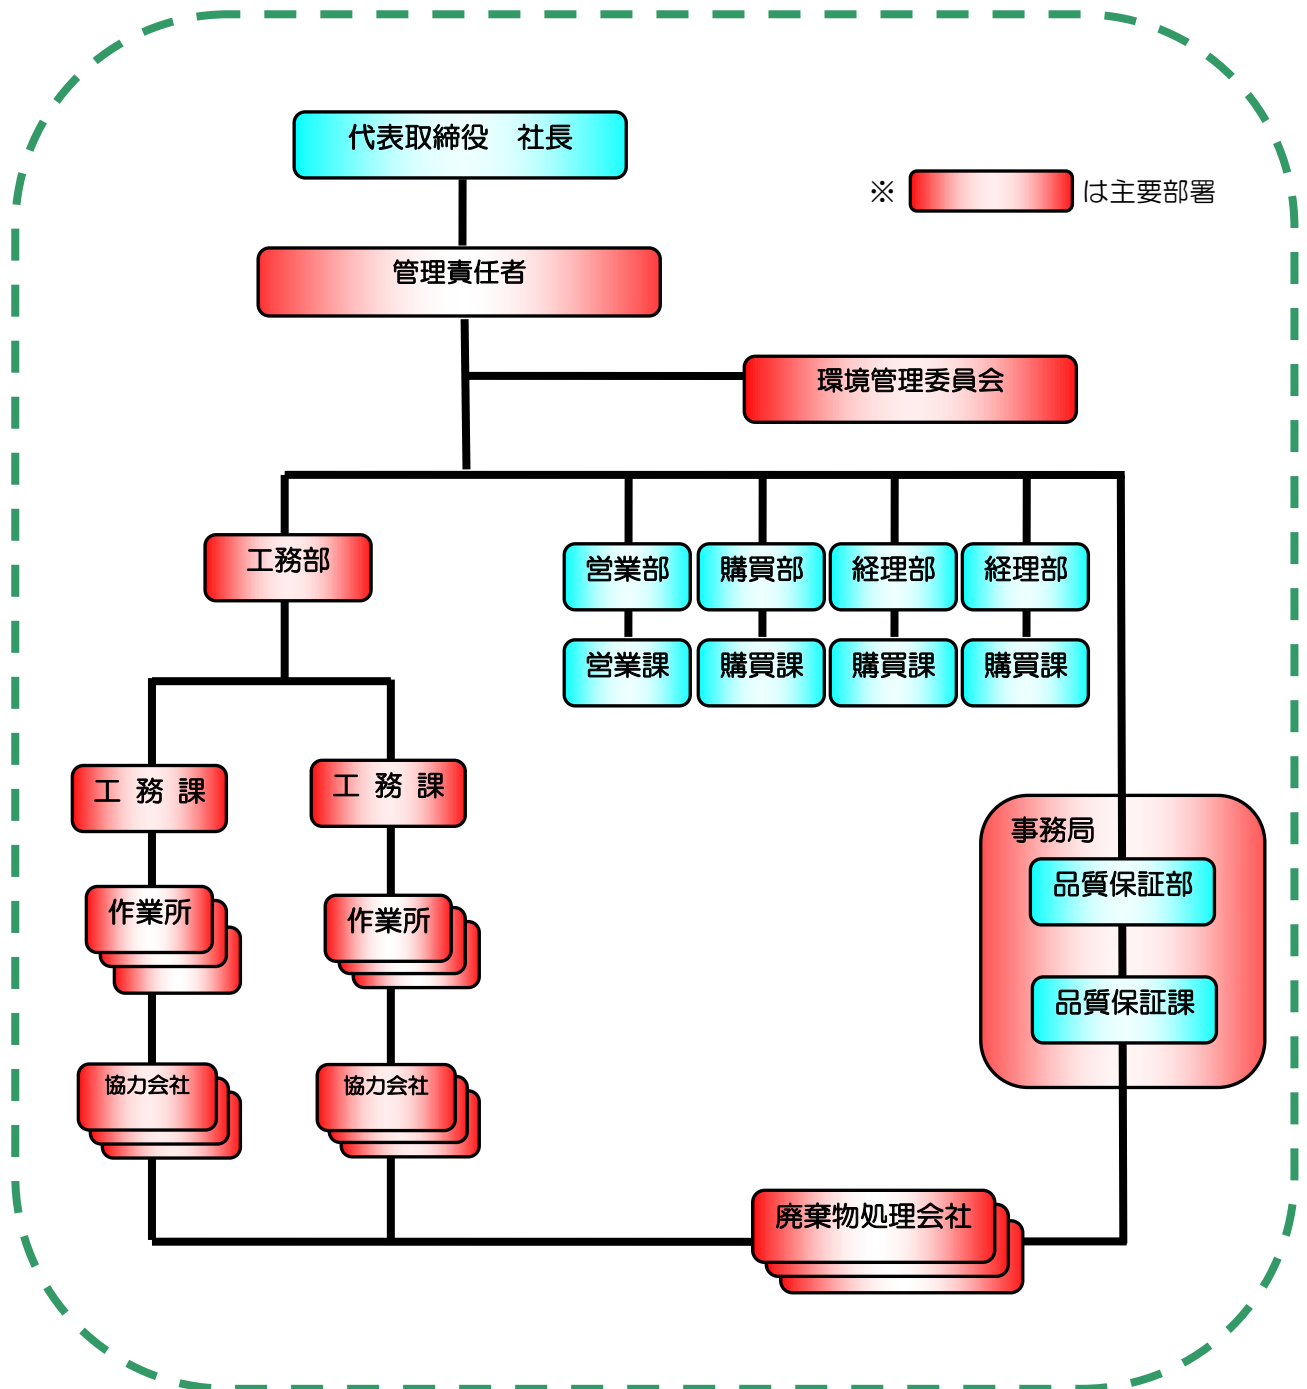 代表取締役　社長
※ は主要部署
管理責任者
環境管理委員会
工務部
営業部 購買部 経理部 経理部
営業課 購買課 購買課 購買課
工 務 課 工 務 課
事務局
品質保証部
作業所 作業所
品質保証課
協力会社 協力会社
廃棄物処理会社